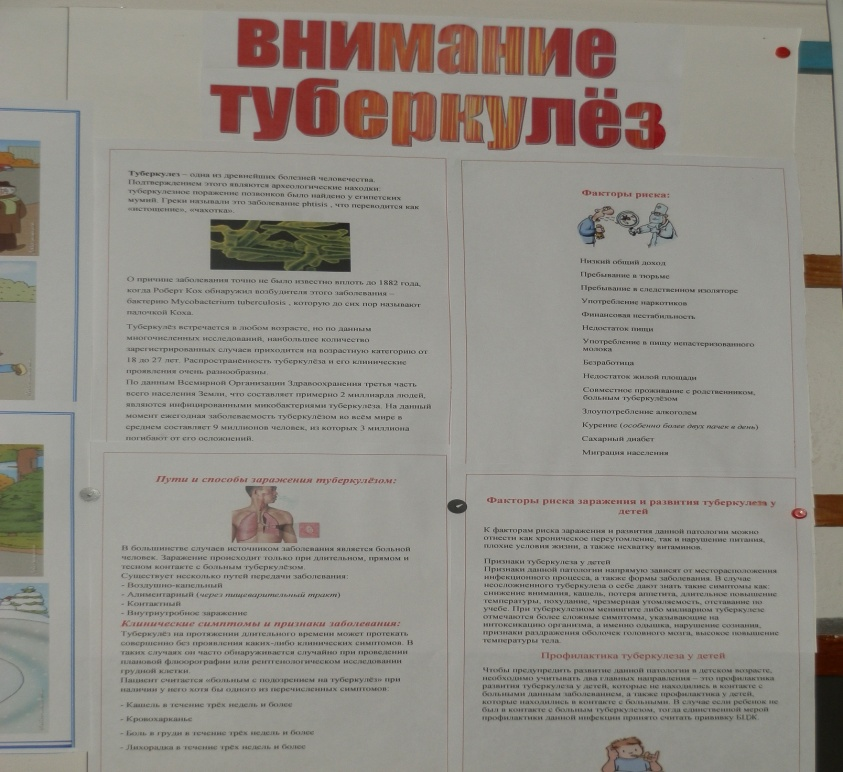 внимание
туберкулёз
Туберкулез – одна из древнейших болезней человечества.
Подтверждением этого являются археологические находки:
туберкулезное поражение позвонков было найдено у египетских
мумий. Греки называли это заболевание phtisis , что переводится как
«истощение», «чахотка».
О причине заболевания точно не было известно вплоть до 1882 года,
когда Роберт Кох обнаружил возбудителя этого заболевания –
бактерию Mycobacterium tuberculosis , которую до сих пор называют
палочкой Коха.
Туберкулёз встречается в любом возрасте, но по данным
многочисленных исследований, наибольшее количество
зарегистрированных случаев приходится на возрастную категорию от
18 до 27 лет. Распространённость туберкулёза и его клинические
проявления очень разнообразны.
По данным Всемирной Организации Здравоохранения третья часть
всего населения Земли, что составляет примерно 2 миллиарда людей,
являются инфицированными микобактериями туберкулёза. На данный
момент ежегодная заболеваемость туберкулёзом во всём мире в
среднем составляет 9 миллионов человек, из которых 3 миллиона
погибают от его осложнений.
Факторы риска:
Низкий общий доход
Пребывание в тюрьме
Пребывание в следственном изоляторе
Употребление наркотиков
Финансовая нестабильность
Недостаток пищи
Употребление в пищу непастеризованного
молока
Безработица
Недостаток жилой площади
Совместное проживание с родственником,
больным туберкулёзом
Злоупотребление алкоголем
Курение (особенно более двух пачек в день)
Сахарный диабет
Миграция населения
Пути и способы заражения туберкулёзом:
В большинстве случаев источником заболевания является больной
человек. Заражение происходит только при длительном, прямом и
тесном контакте с больным туберкулёзом.
Существует несколько путей передачи заболевания:
- Воздушно-капельный
- Алиментарный (через пищеварительный тракт)
- Контактный
- Внутриутробное заражение
Клинические симптомы и признаки заболевания:
Туберкулёз на протяжении длительного времени может протекать
совершенно без проявления каких-либо клинических симптомов. В
таких случаях он часто обнаруживается случайно при проведении
плановой флюорографии или рентгенологическом исследовании
грудной клетки.
Пациент считается «больным с подозрением на туберкулёз» при
наличии у него хотя бы одного из перечисленных симптомов:
- Кашель в течение трёх недель и более
- Кровохарканье
- Боль в груди в течение трёх недель и более
- Лихорадка в течение трёх недель и более
Факторы риска заражения и развития туберкулеза у
детей
К факторам риска заражения и развития данной патологии можно
отнести как хроническое переутомление, так и нарушение питания,
плохие условия жизни, а также нехватку витаминов.
Признаки туберкулеза у детей
Признаки данной патологии напрямую зависят от месторасположения
инфекционного процесса, а также формы заболевания. В случае
неосложненного туберкулеза о себе дают знать такие симптомы как:
снижение внимания, кашель, потеря аппетита, длительное повышение
температуры, похудание, чрезмерная утомляемость, отставание по
учебе. При туберкулезном менингите либо милиарном туберкулезе
отмечаются более сложные симптомы, указывающие на
интоксикацию организма, а именно одышка, нарушение сознания,
признаки раздражения оболочек головного мозга, высокое повышение
температуры тела.
Профилактика туберкулеза у детей
Чтобы предупредить развитие данной патологии в детском возрасте,
необходимо учитывать два главных направления – это профилактика
развития туберкулеза у детей, которые не находились в контакте с
больными данным заболеванием, а также профилактика у детей,
которые находились в контакте с больными. В случае если ребенок не
был в контакте с больным туберкулезом, тогда единственной мерой
профилактики данной инфекции принято считать прививку БЦЖ.